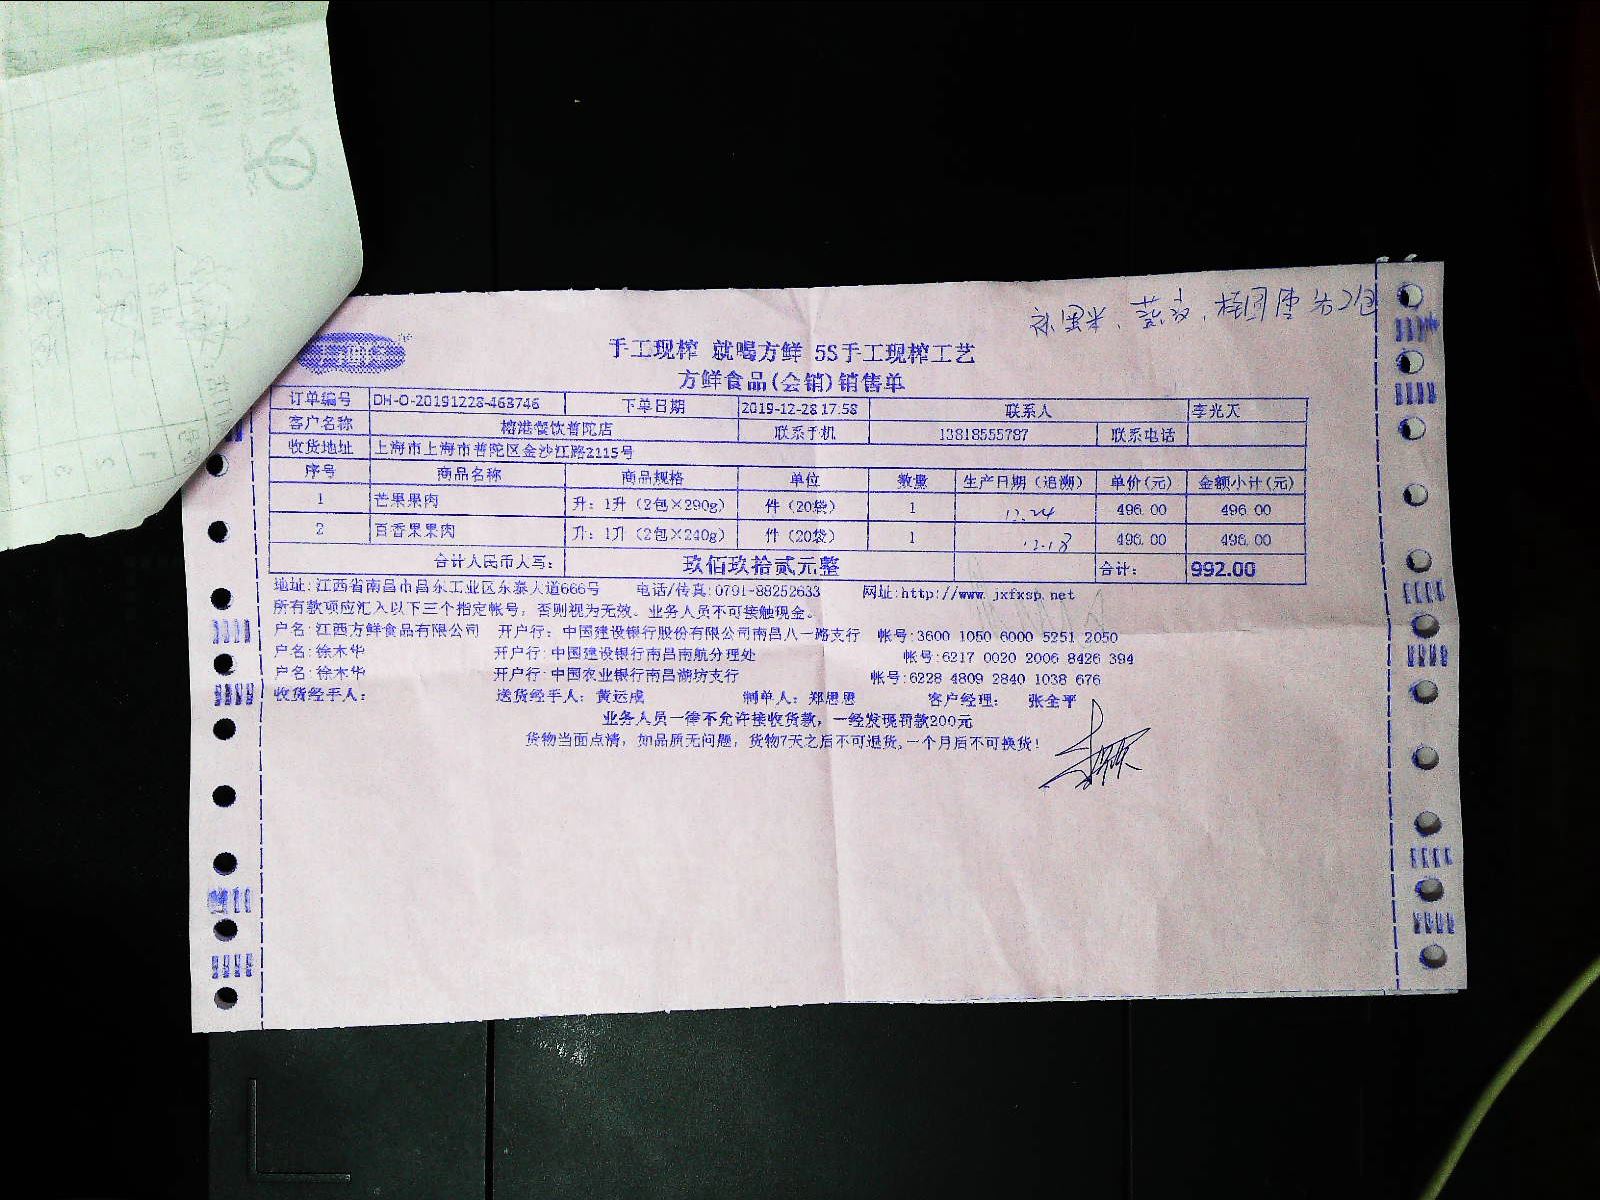 手工现榨 就喝方鲜 5S手工现榨工艺
方鲜食品(会销)销售单
订单编号 DH-O-20191228-463746 下单日期 2019-12-28 17:58 联系人 李光天
客户名称 榕港餐饮普陀店 联系手机 13818555787 联系电话
收货地址 上海市上海市普陀区金沙江路2115号
序号 商品名称 商品规格 单位 数量 生产日期（追溯） 单价(元) 金额小计(元)
1 芒果果肉 升：1升（2包×290g） 件（20袋） 1 12.24 496.00 496.00
2 百香果果肉 升：1升（2包×240g） 件（20袋） 1 12.18 496.00 496.00
合计人民币大写： 玖佰玖拾贰元整 合计： 992.00
地址:江西省南昌市昌东工业区东泰大道666号 电话/传真:0791-88252633 网址:http://www.jxfxsp.net
所有款项应汇入以下三个指定帐号，否则视为无效。业务人员不可接触现金。
户名:江西方鲜食品有限公司 开户行：中国建设银行股份有限公司南昌八一路支行 帐号:3600 1050 6000 5251 2050
户名:徐木华 开户行:中国建设银行南昌南航分理处 帐号:6217 0020 2006 8426 394
户名:徐木华 开户行:中国农业银行南昌湖坊支行 帐号:6228 4809 2840 1038 676
收货经手人： 送货经手人：黄运成 制单人：郑思思 客户经理： 张全平
业务人员一律不允许接收货款，一经发现罚款200元
货物当面点清，如品质无问题，货物7天之后不可退货,一个月后不可换货！